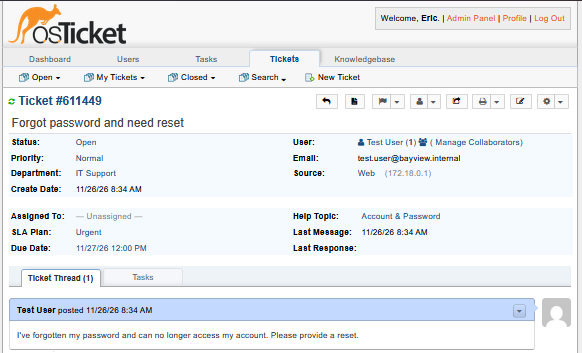 osTicket
Welcome, Eric. | Admin Panel | Profile | Log Out
Dashboard Users Tasks Tickets Knowledgebase
Open My Tickets Closed Search New Ticket
Ticket #611449
Forgot password and need reset
Status: Open User: Test User (1) ( Manage Collaborators)
Priority: Normal Email: test.user@bayview.internal
Department: IT Support Source: Web (172.18.0.1)
Create Date: 11/26/26 8:34 AM
Assigned To: — Unassigned — Help Topic: Account & Password
SLA Plan: Urgent Last Message: 11/26/26 8:34 AM
Due Date: 11/27/26 12:00 PM Last Response:
Ticket Thread (1) Tasks
Test User posted 11/26/26 8:34 AM
I've forgotten my password and can no longer access my account. Please provide a reset.